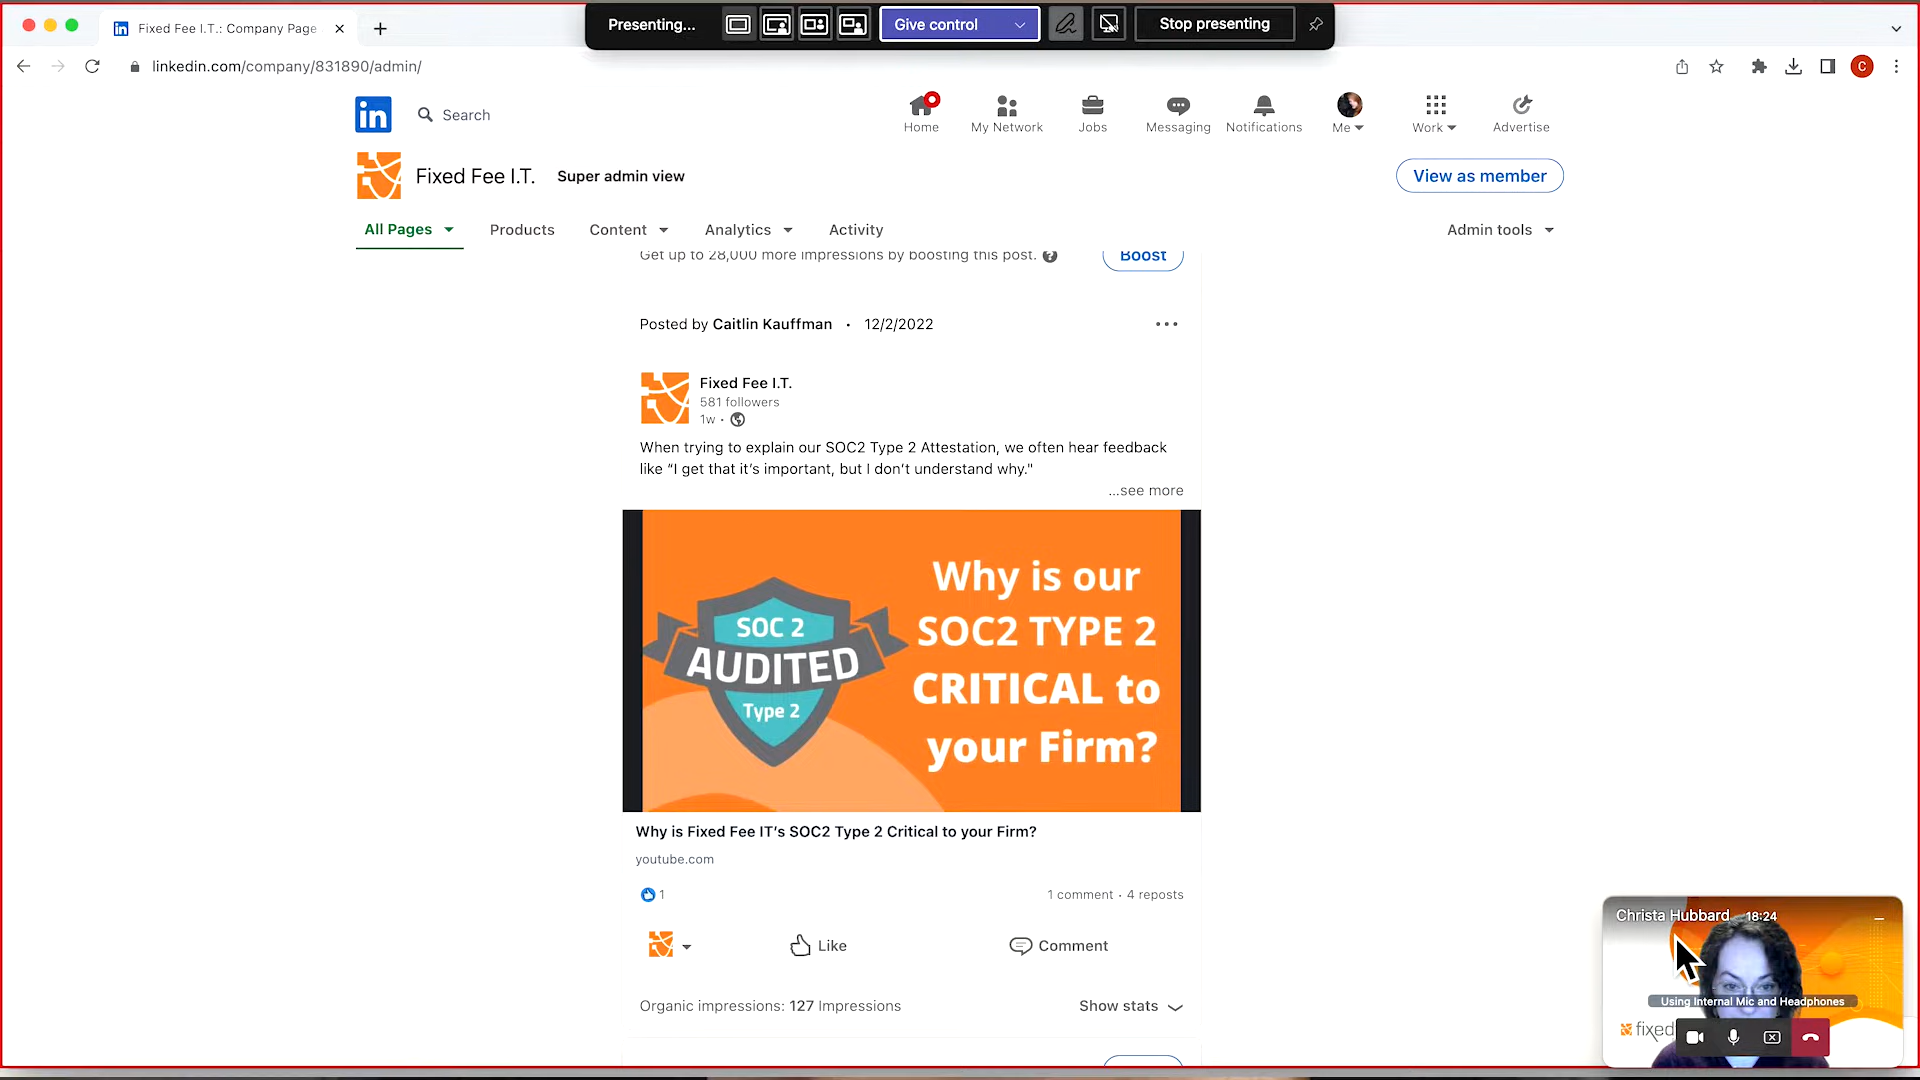 Fixed Fee I.T.: Company Page
Presenting...
Give control
Stop presenting
linkedin.com/company/831890/admin/
C
in
Search
Home
My Network
Jobs
Messaging
Notifications
Me
Work
Advertise
Fixed Fee I.T.
Super admin view
View as member
All Pages
Products
Content
Analytics
Activity
Admin tools
Get up to 28,000 more impressions by boosting this post.
Boost
Posted by Caitlin Kauffman • 12/2/2022
Fixed Fee I.T.
581 followers
1w •
When trying to explain our SOC2 Type 2 Attestation, we often hear feedback
like “I get that it’s important, but I don’t understand why."
...see more
SOC 2
AUDITED
Type 2
Why is our
SOC2 TYPE 2
CRITICAL to
your Firm?
Why is Fixed Fee IT’s SOC2 Type 2 Critical to your Firm?
youtube.com
1
1 comment • 4 reposts
Like
Comment
Organic impressions: 127 Impressions
Show stats
Christa Hubbard 18:24
Using Internal Mic and Headphones
fixed